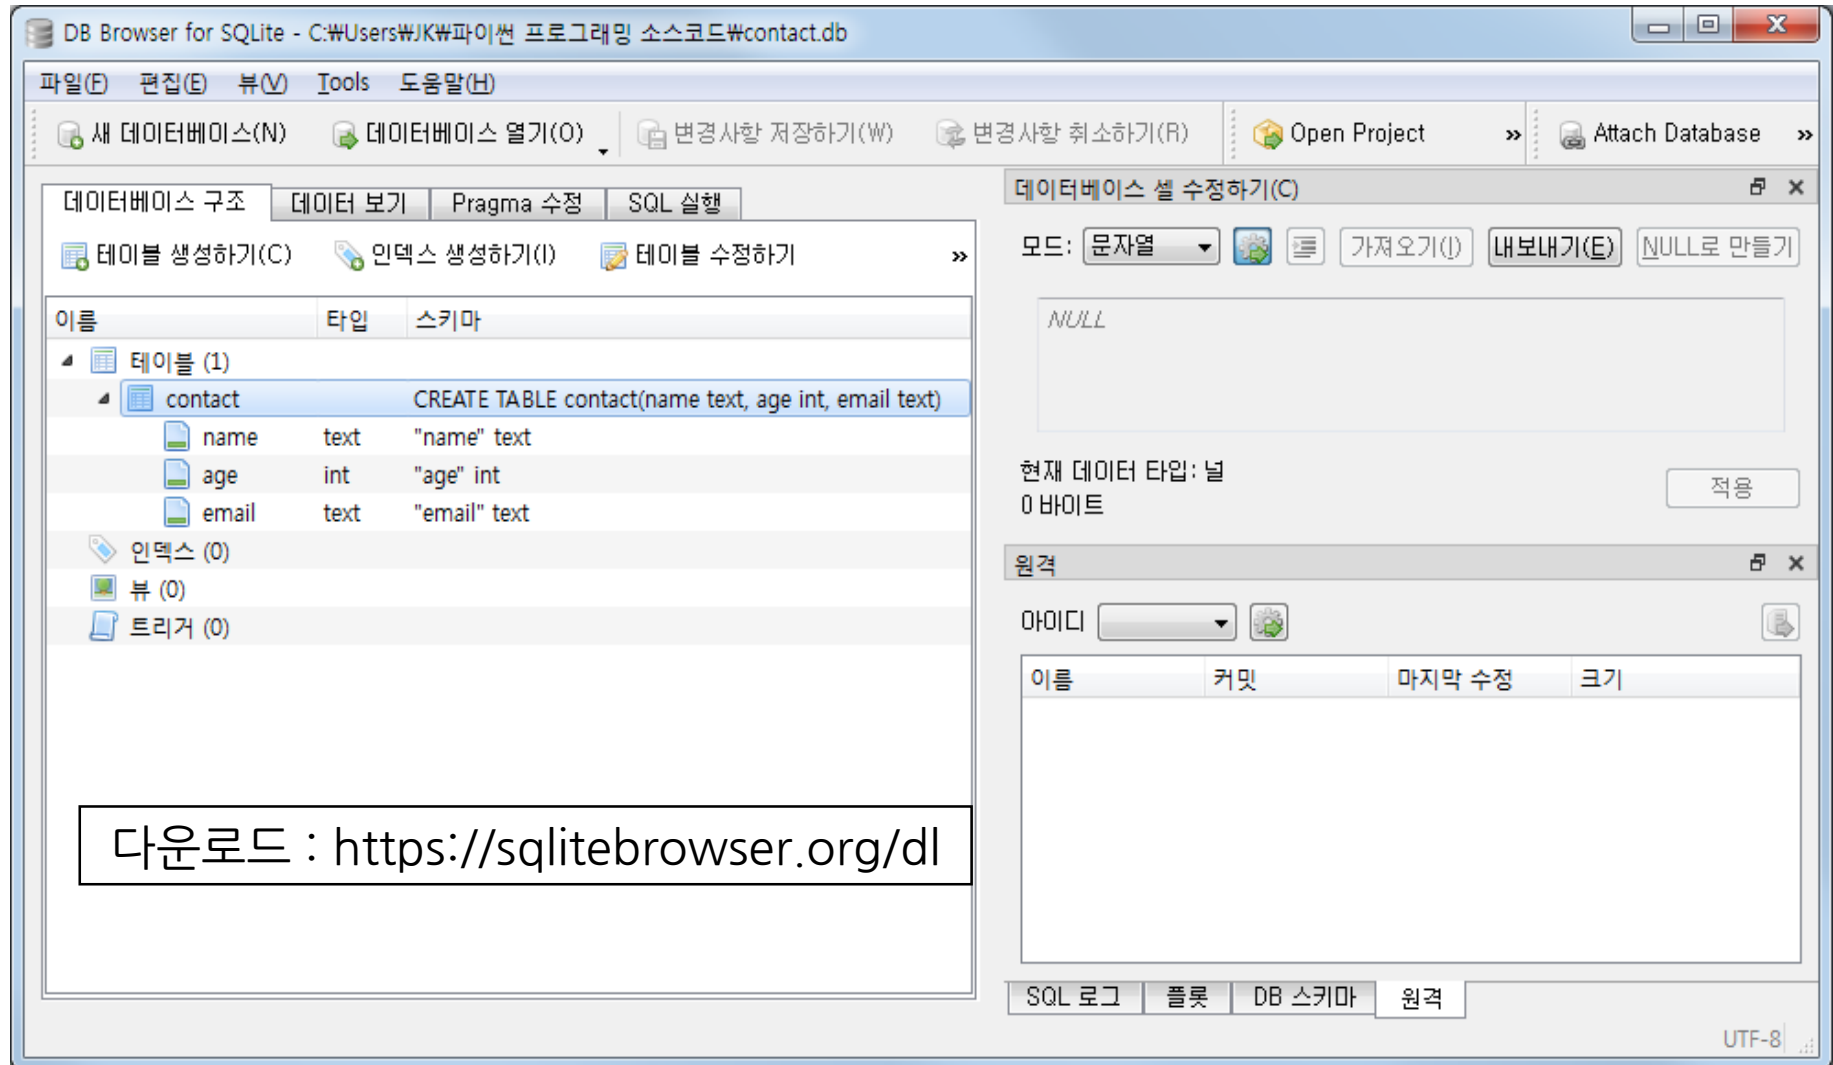 DB Browser for SQLite - C:₩Users₩JK₩파이썬 프로그래밍 소스코드₩contact.db
파일(F) 편집(E) 뷰(V) Tools 도움말(H)
새 데이터베이스(N) 데이터베이스 열기(O) 변경사항 저장하기(W) 변경사항 취소하기(R) Open Project » Attach Database »
데이터베이스 구조 데이터 보기 Pragma 수정 SQL 실행
테이블 생성하기(C) 인덱스 생성하기(I) 테이블 수정하기 »
이름 타입 스키마
테이블 (1)
contact CREATE TABLE contact(name text, age int, email text)
name text "name" text
age int "age" int
email text "email" text
인덱스 (0)
뷰 (0)
트리거 (0)
다운로드 : https://sqlitebrowser.org/dl
데이터베이스 셀 수정하기(C)
모드: 문자열 가져오기(I) 내보내기(E) NULL로 만들기
NULL
현재 데이터 타입: 널
0 바이트
적용
원격
아이디
이름 커밋 마지막 수정 크기
SQL 로그 플롯 DB 스키마 원격
UTF-8